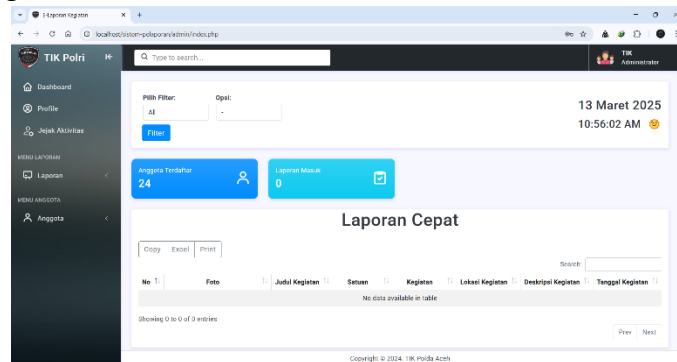 E-laporan Kegiatan
localhost/sistem-pelaporan/admin/index.php
TIK Polri
Type to search...
TIK
Administrator
Dashboard
Profile
Jejak Aktivitas
MENU LAPORAN
Laporan
MENU ANGGOTA
Anggota
Pilih Filter:
Opsi:
All
-
Filter
13 Maret 2025
10:56:02 AM
Anggota Terdaftar
24
Laporan Masuk
0
Laporan Cepat
Copy Excel Print
Search:
No Foto Judul Kegiatan Satuan Kegiatan Lokasi Kegiatan Deskripsi Kegiatan Tanggal Kegiatan
No data available in table
Showing 0 to 0 of 0 entries
Prev Next
Copyright © 2024. TIK Polda Aceh